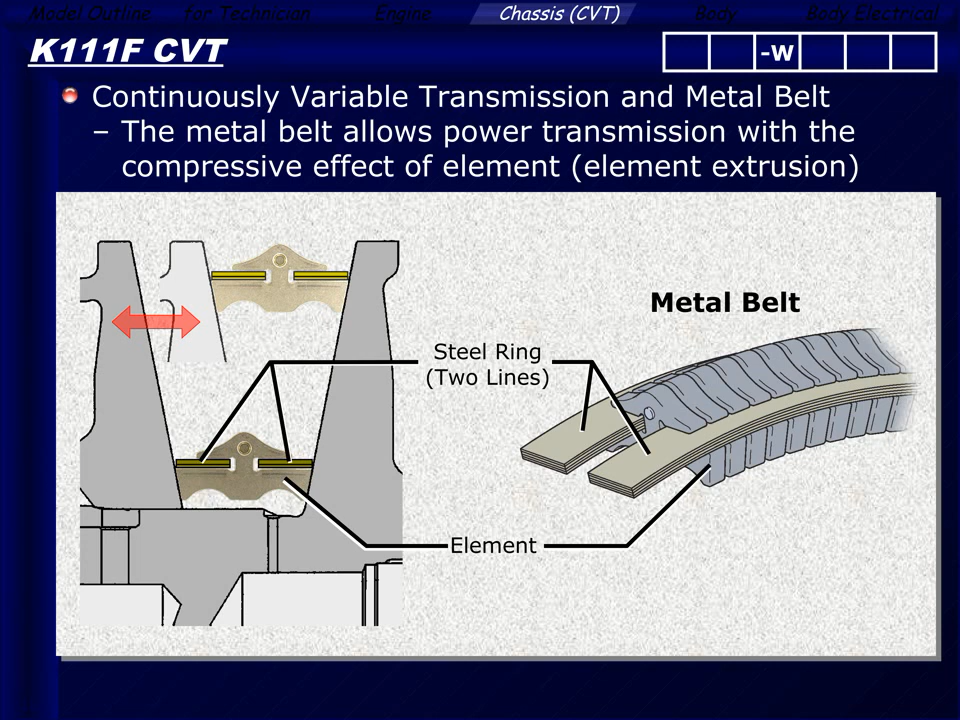 Model Outline for Technician Engine Chassis (CVT) Body Body Electrical
K111F CVT
-W
Continuously Variable Transmission and Metal Belt
– The metal belt allows power transmission with the
compressive effect of element (element extrusion)
Metal Belt
Steel Ring
(Two Lines)
Element